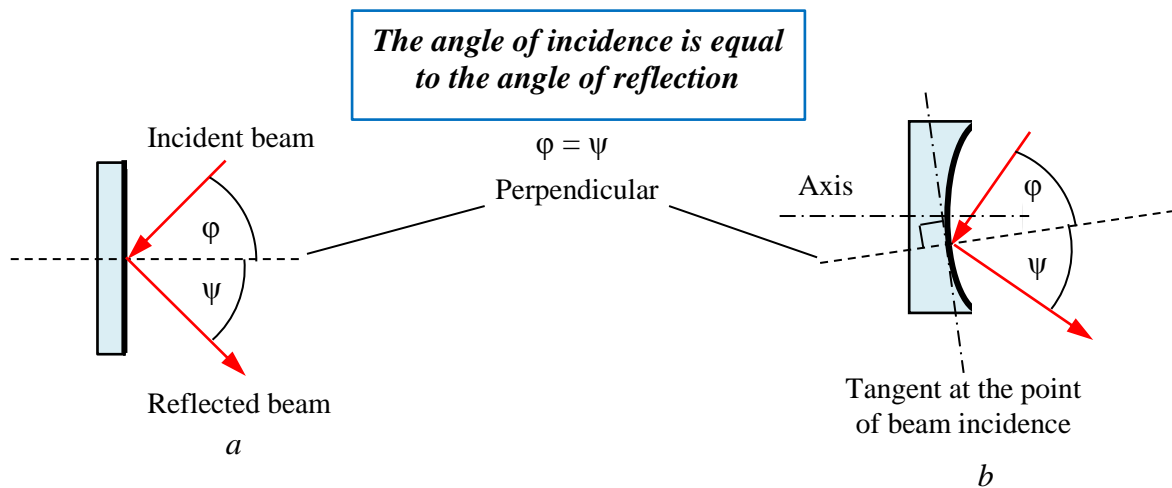 The angle of incidence is equal
to the angle of reflection
φ = ψ
Incident beam
Perpendicular
φ
ψ
Reflected beam
a
Axis
φ
ψ
Tangent at the point
of beam incidence
b